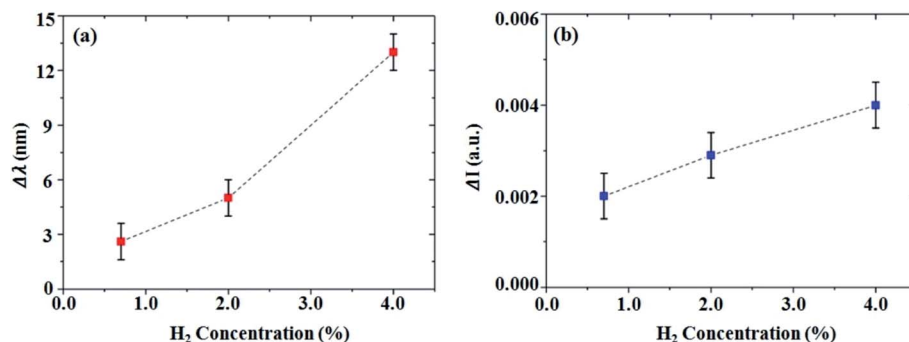 (a)
15
12
9
6
3
0
Δλ (nm)
0.0 1.0 2.0 3.0 4.0
H₂ Concentration (%)
(b)
0.006
0.004
0.002
0.000
ΔI (a.u.)
0.0 1.0 2.0 3.0 4.0
H₂ Concentration (%)